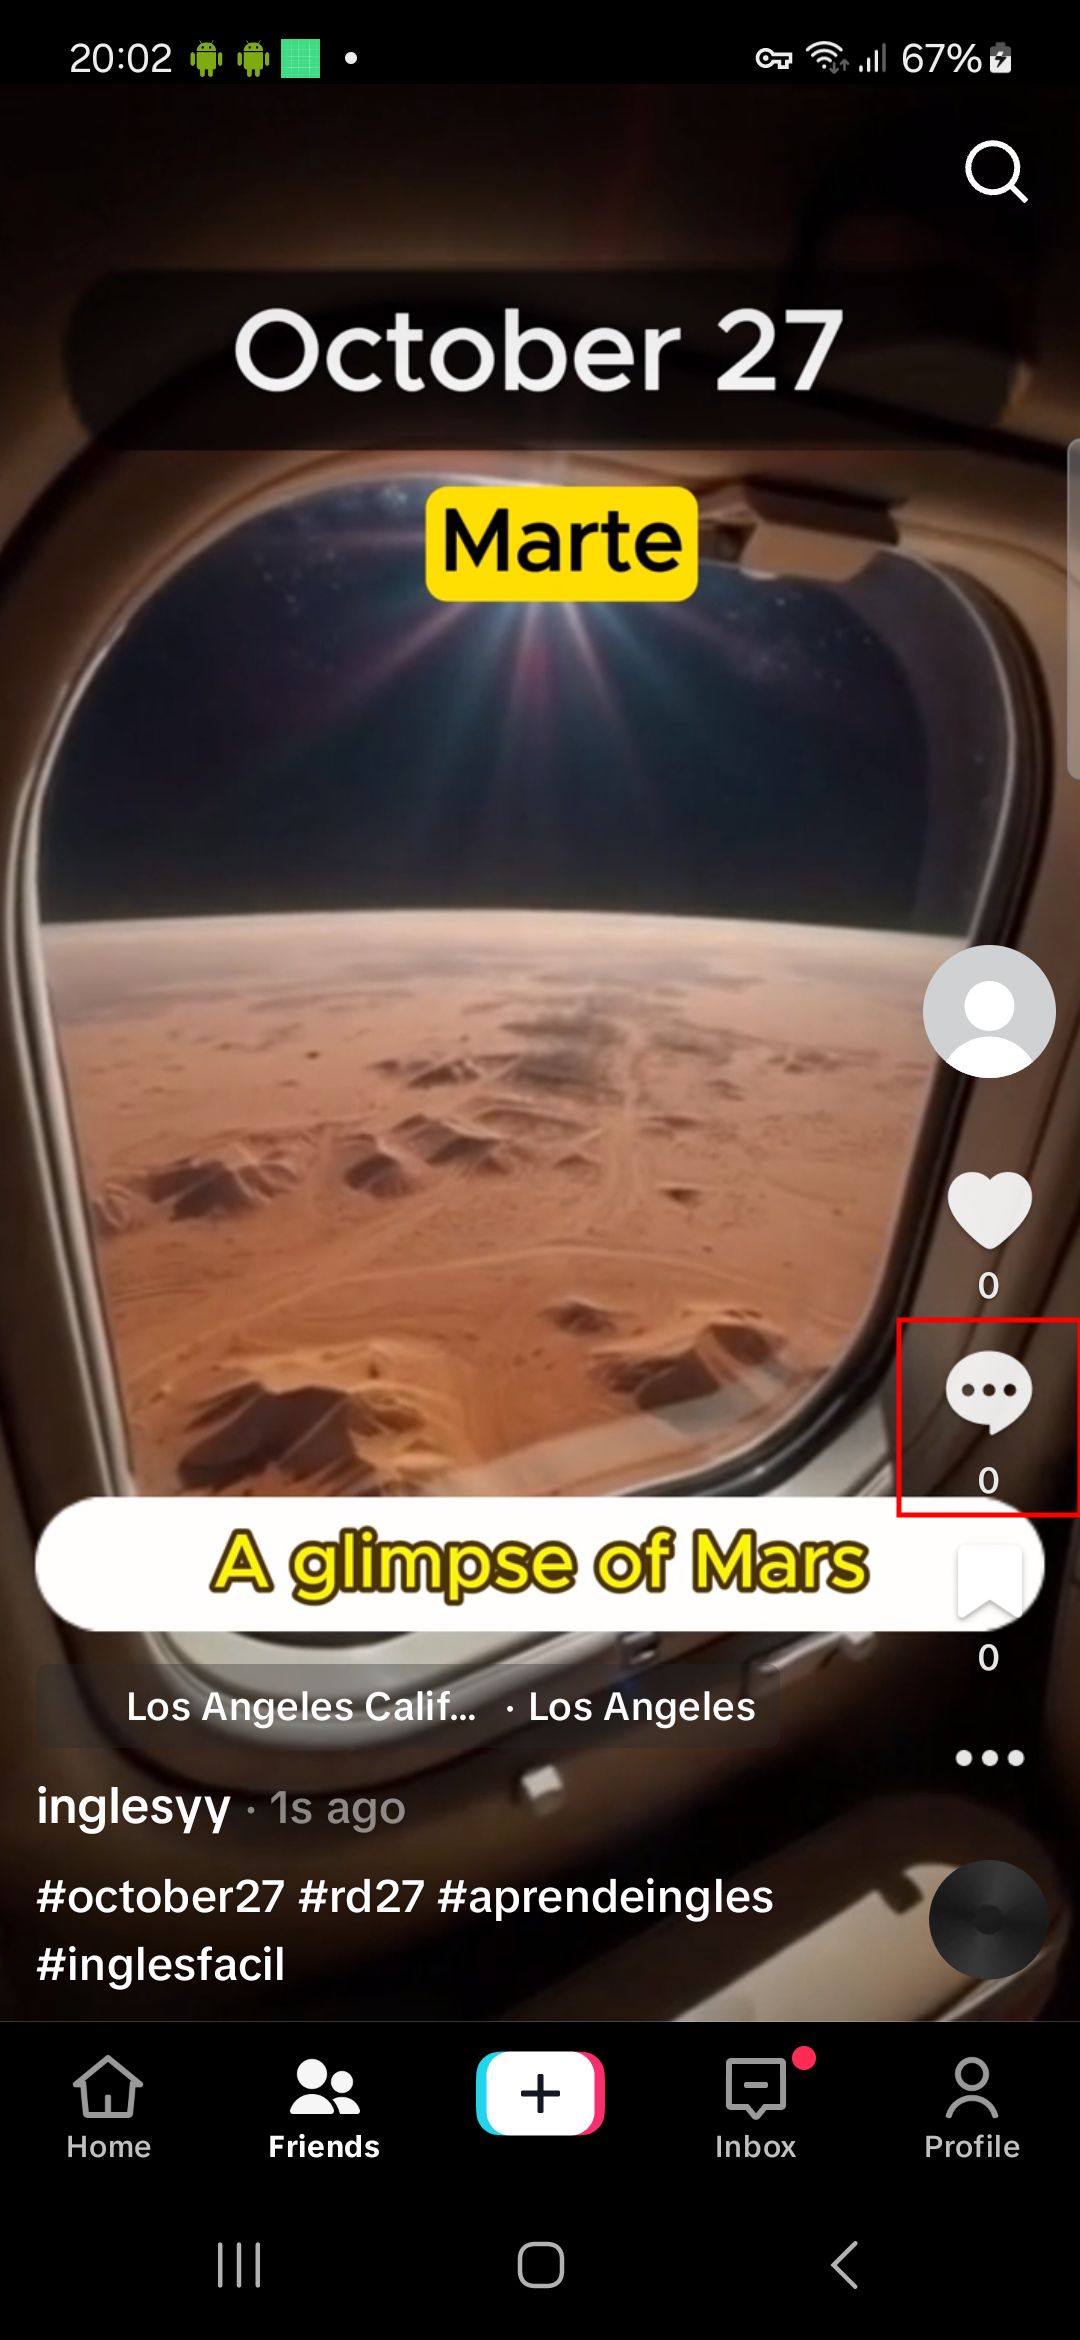 20:02
67%
October 27
Marte
0
0
A glimpse of Mars
0
Los Angeles Calif... · Los Angeles
inglesyy · 1s ago
#october27 #rd27 #aprendeingles
#inglesfacil
Home Friends Inbox Profile